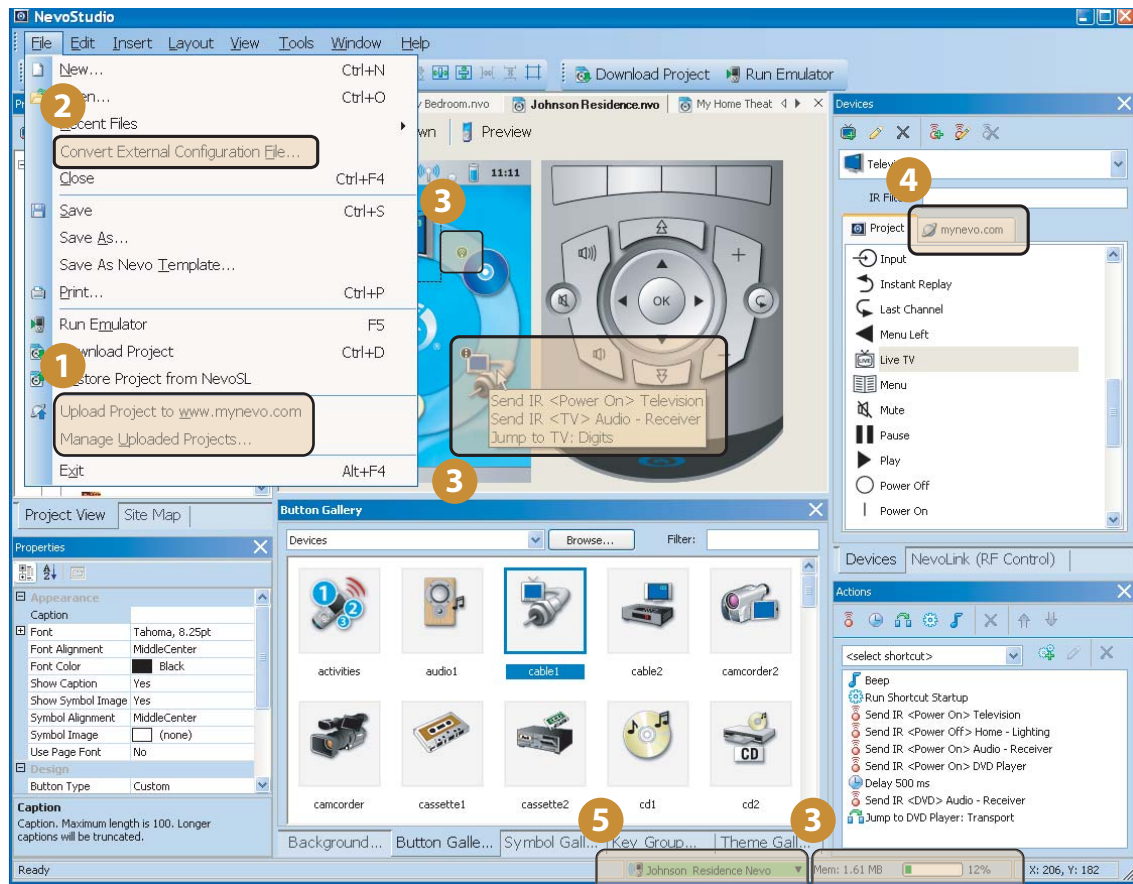 NevoStudio
File Edit Insert Layout View Tools Window Help
New... Ctrl+N
Ctrl+O
Recent Files
Convert External Configuration File...
Close Ctrl+F4
Save Ctrl+S
Save As...
Save As Nevo Template...
Print... Ctrl+P
Run Emulator F5
Download Project Ctrl+D
Restore Project from NevoSL
Upload Project to www.mynevo.com
Manage Uploaded Projects...
Exit Alt+F4
2
1
Download Project Run Emulator
Bedroom.nvo Johnson Residence.nvo My Home Theat
Preview
11:11
3
OK
Send IR <Power On> Television
Send IR <TV> Audio - Receiver
Jump to TV: Digits
3
Devices
4
IR
Project mynevo.com
Input
Instant Replay
Last Channel
Menu Left
Live TV
Menu
Mute
Pause
Play
Power Off
Power On
Devices NevoLink (RF Control)
Project View Site Map
Properties
Appearance
Caption
Font Tahoma, 8.25pt
Font Alignment MiddleCenter
Font Color Black
Show Caption Yes
Show Symbol Image Yes
Symbol Alignment MiddleCenter
Symbol Image (none)
Use Page Font No
Design
Button Type Custom
Caption
Caption. Maximum length is 100. Longer
captions will be truncated.
Button Gallery
Devices Browse... Filter:
1 2 3
activities audio1 cable1 cable2 camcorder2
CD
camcorder cassette1 cassette2 cd1 cd2
Background... Button Galle... Symbol Gall... Key Group... Theme Gall...
Actions
<select shortcut>
Beep
Run Shortcut Startup
Send IR <Power On> Television
Send IR <Power Off> Home - Lighting
Send IR <Power On> Audio - Receiver
Send IR <Power On> DVD Player
Delay 500 ms
Send IR <DVD> Audio - Receiver
Jump to DVD Player: Transport
5
3
Ready Johnson Residence Nevo Mem: 1.61 MB 12% X: 206, Y: 182